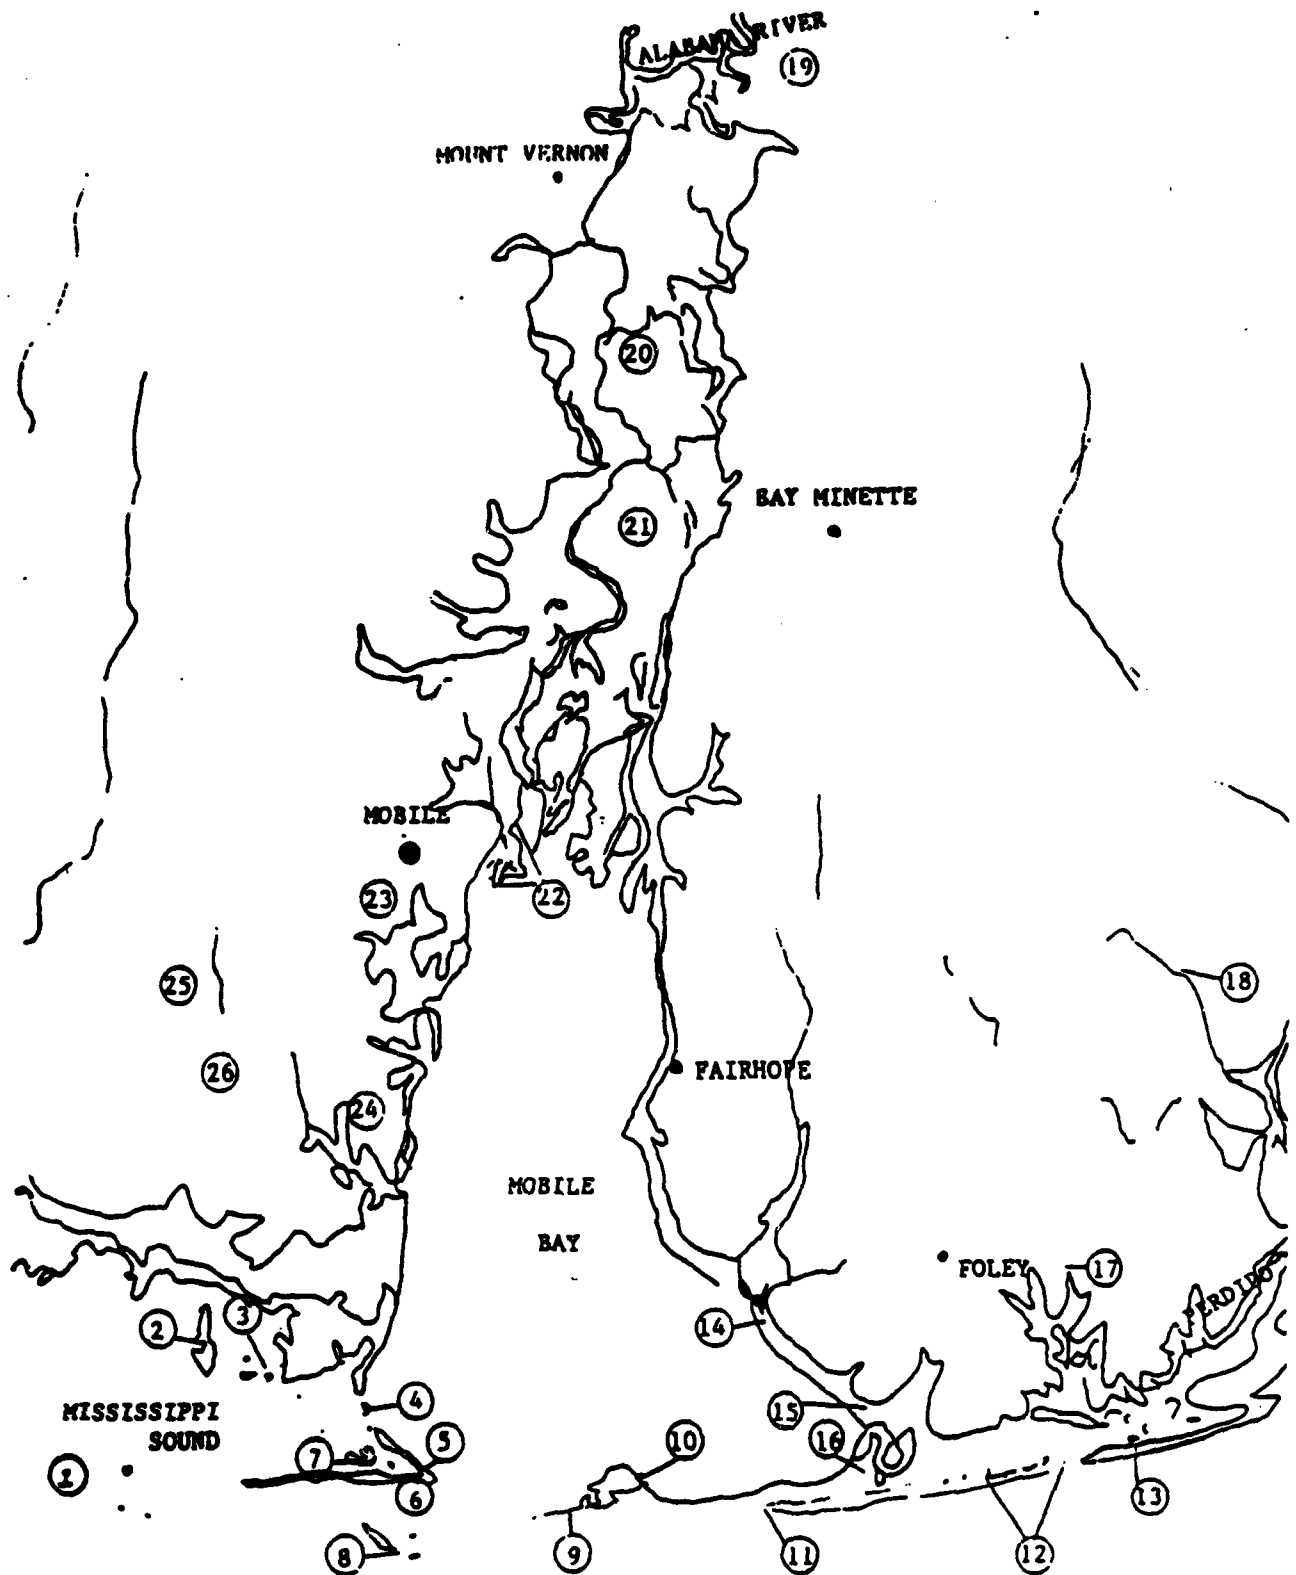 ALABAMA RIVER
19
MOUNT VERNON
20
BAY MINETTE
21
MOBILE
22
23
25
18
26
FAIRHOPE
24
MOBILE
BAY
FOLEY
17
PERDIDO
2
3
14
4
15
MISSISSIPPI
SOUND
7
5
10
16
1
6
13
8
9
11
12